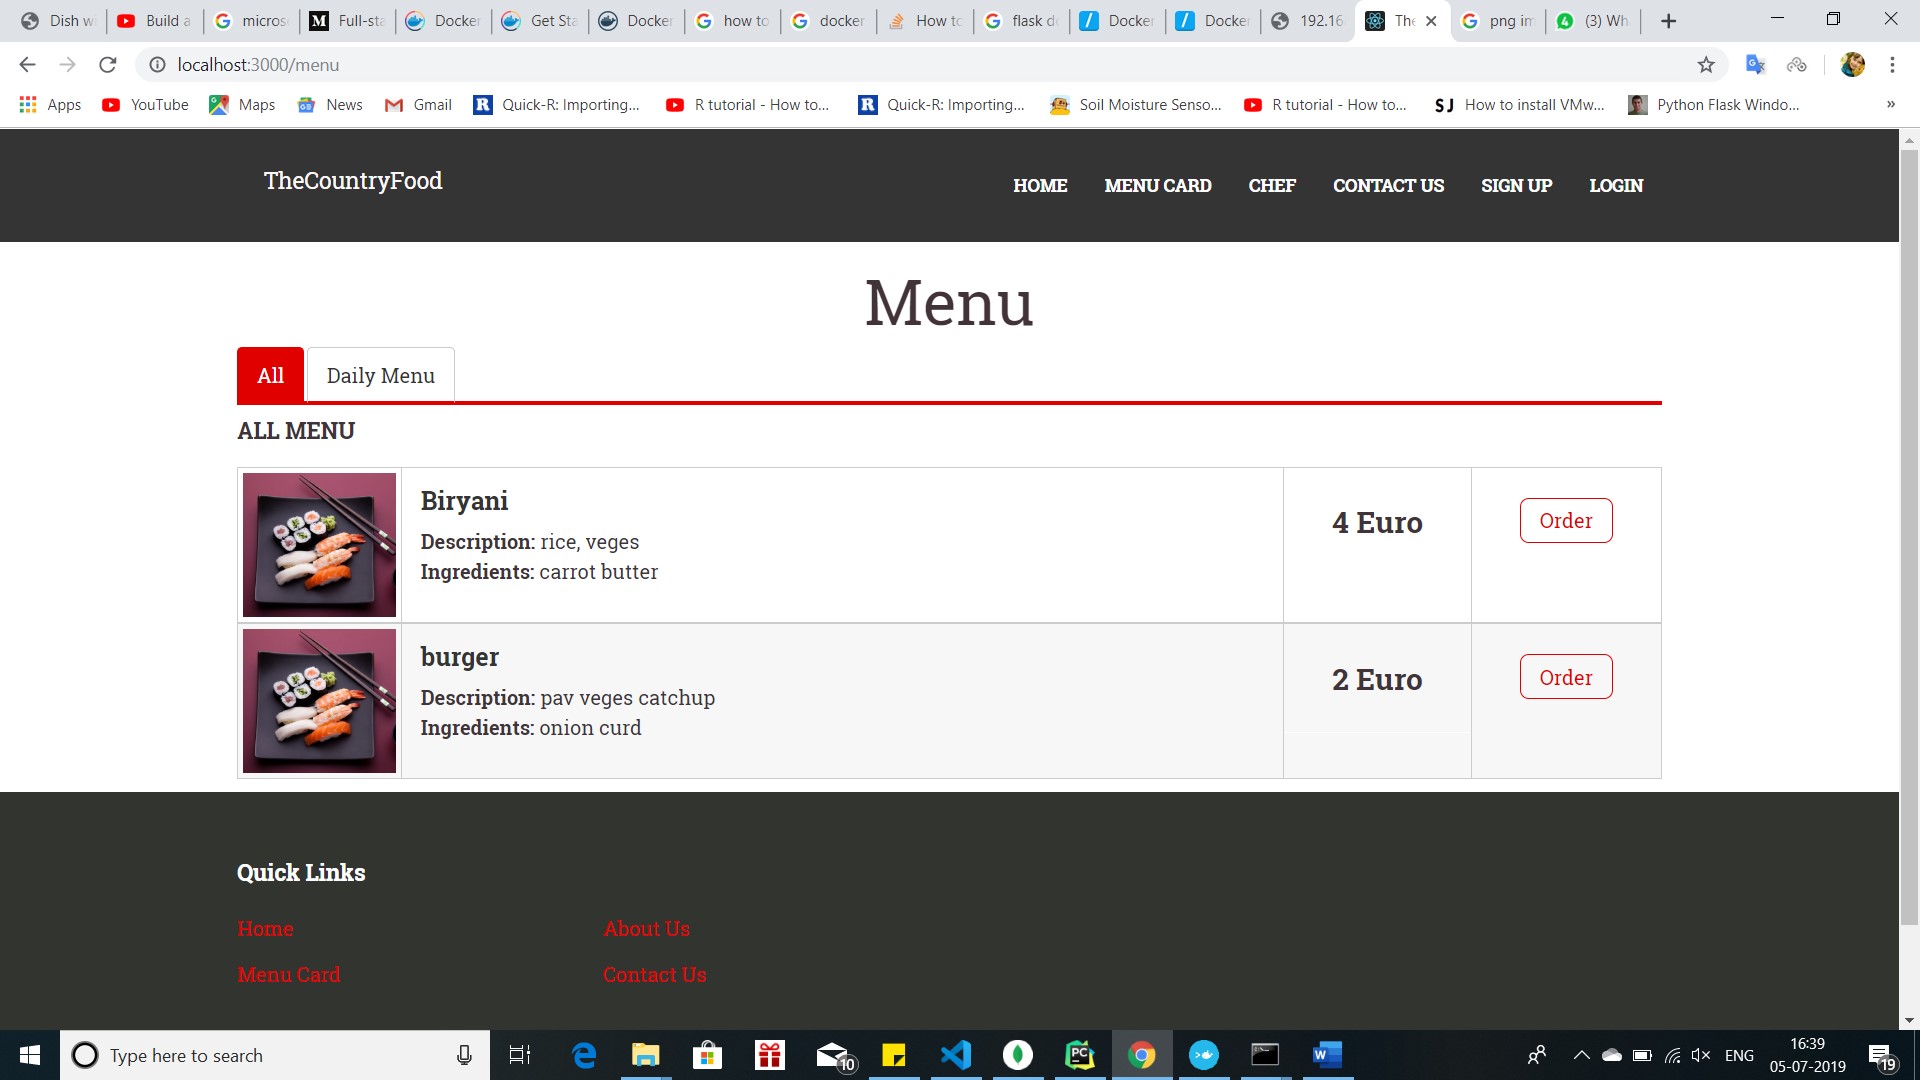 Dish w
Build a
micros
Full-sta
Docker
Get Sta
Docker
how to
docker
How to
flask do
Docker
Docker
192.16
The
png im
(3) Wh
localhost:3000/menu
Apps
YouTube
Maps
News
Gmail
Quick-R: Importing...
R tutorial - How to...
Quick-R: Importing...
Soil Moisture Senso...
R tutorial - How to...
SJ
How to install VMw...
Python Flask Windo...
»
TheCountryFood
HOME
MENU CARD
CHEF
CONTACT US
SIGN UP
LOGIN
Menu
All
Daily Menu
ALL MENU
Biryani
Description: rice, veges
Ingredients: carrot butter
4 Euro
Order
burger
Description: pav veges catchup
Ingredients: onion curd
2 Euro
Order
Quick Links
Home
About Us
Menu Card
Contact Us
Type here to search
10
PC
W
ENG
16:39
05-07-2019
19